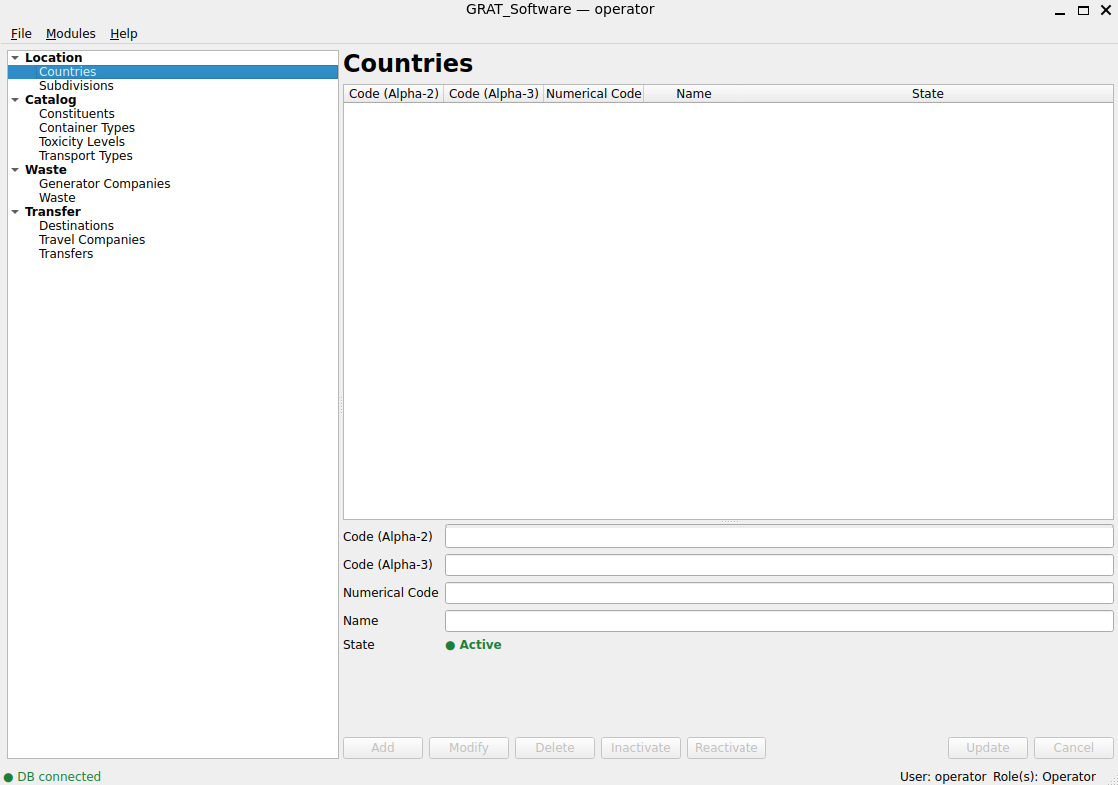 GRAT_Software — operator
File Modules Help
Location
Countries
Subdivisions
Catalog
Constituents
Container Types
Toxicity Levels
Transport Types
Waste
Generator Companies
Waste
Transfer
Destinations
Travel Companies
Transfers
Countries
Code (Alpha-2) Code (Alpha-3) Numerical Code Name State
Code (Alpha-2)
Code (Alpha-3)
Numerical Code
Name
State ● Active
Add Modify Delete Inactivate Reactivate Update Cancel
● DB connected User: operator Role(s): Operator